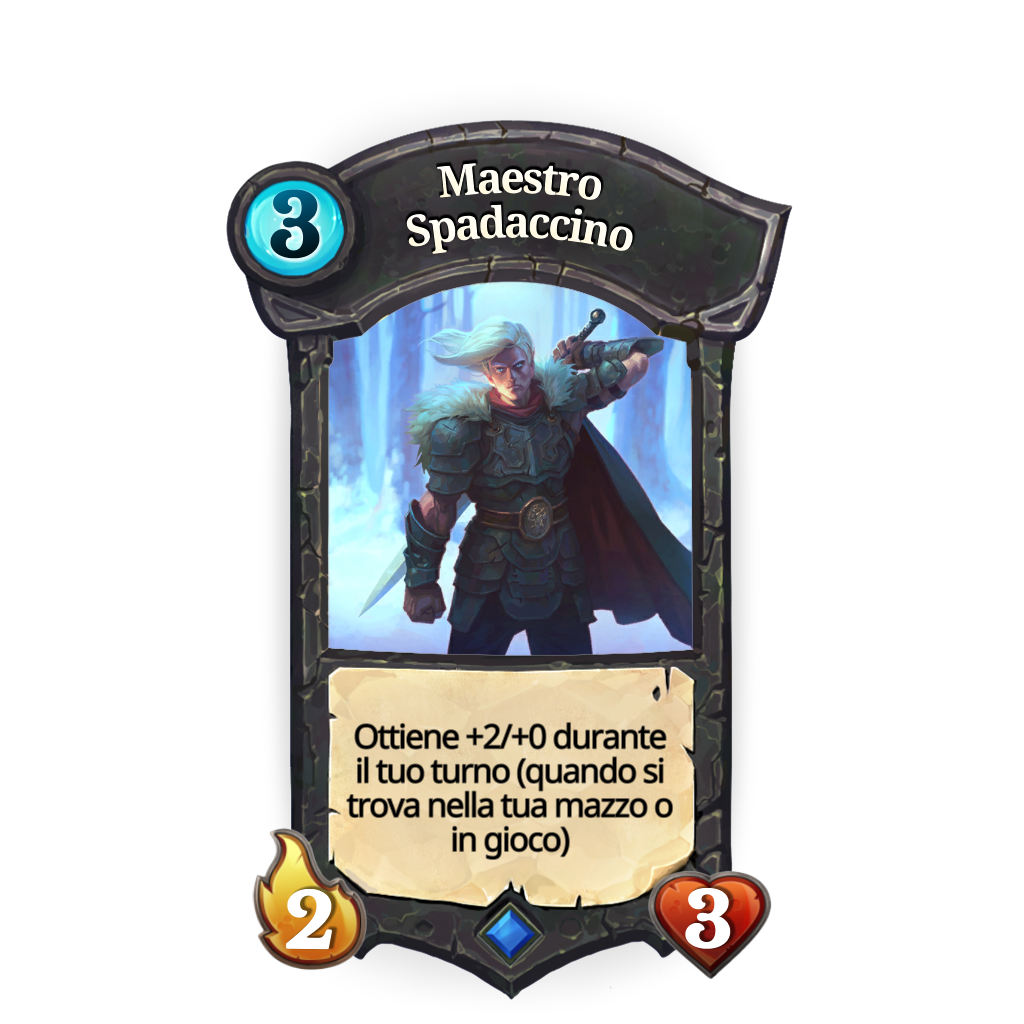 3
Maestro
Spadaccino
Ottiene +2/+0 durante
il tuo turno (quando si
trova nella tua mazzo o
in gioco)
2
3